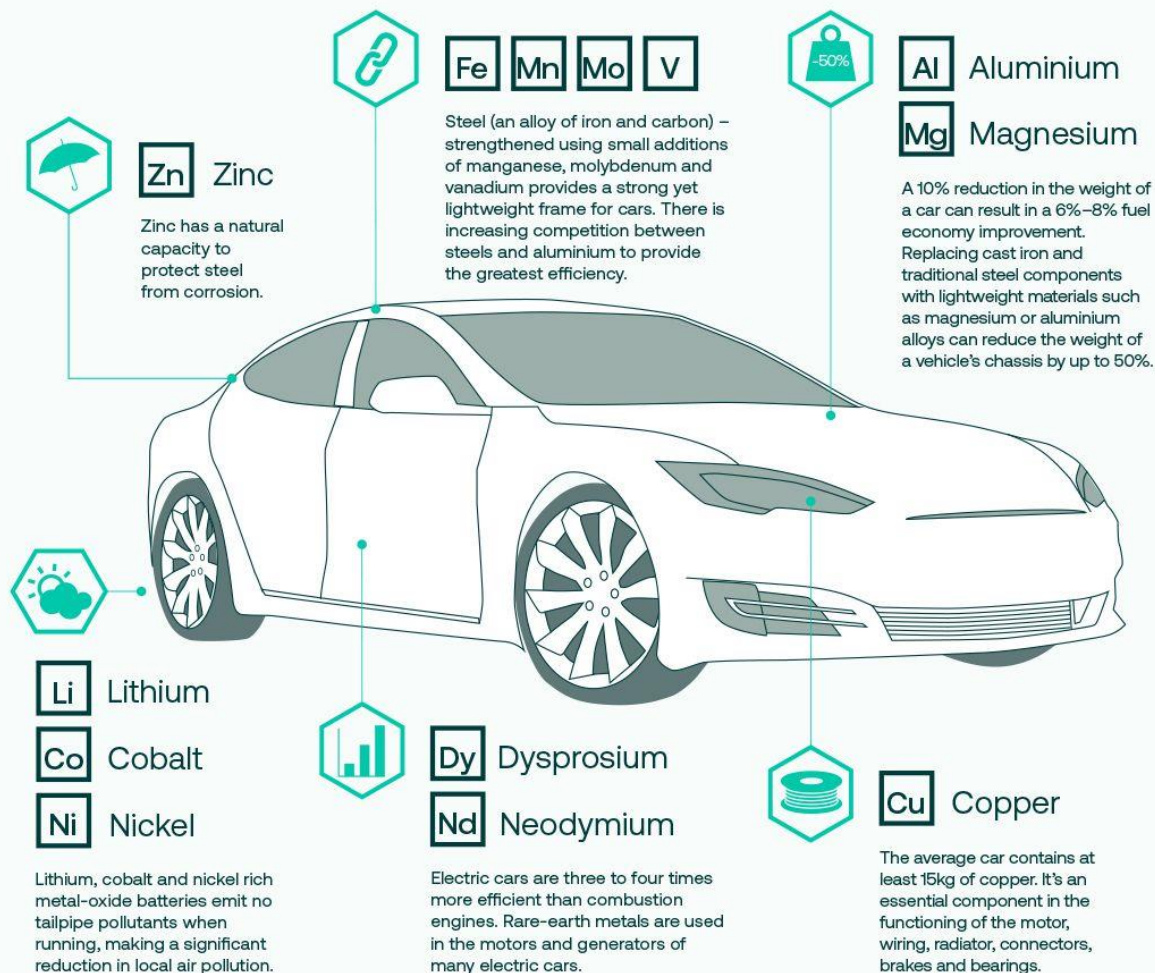 Zn Zinc
Zinc has a natural
capacity to
protect steel
from corrosion.
Fe Mn Mo V
Steel (an alloy of iron and carbon) –
strengthened using small additions
of manganese, molybdenum and
vanadium provides a strong yet
lightweight frame for cars. There is
increasing competition between
steels and aluminium to provide
the greatest efficiency.
-50%
Al Aluminium
Mg Magnesium
A 10% reduction in the weight of
a car can result in a 6%–8% fuel
economy improvement.
Replacing cast iron and
traditional steel components
with lightweight materials such
as magnesium or aluminium
alloys can reduce the weight of
a vehicle's chassis by up to 50%.
Li Lithium
Co Cobalt
Ni Nickel
Lithium, cobalt and nickel rich
metal-oxide batteries emit no
tailpipe pollutants when
running, making a significant
reduction in local air pollution.
Dy Dysprosium
Nd Neodymium
Electric cars are three to four times
more efficient than combustion
engines. Rare-earth metals are used
in the motors and generators of
many electric cars.
Cu Copper
The average car contains at
least 15kg of copper. It's an
essential component in the
functioning of the motor,
wiring, radiator, connectors,
brakes and bearings.